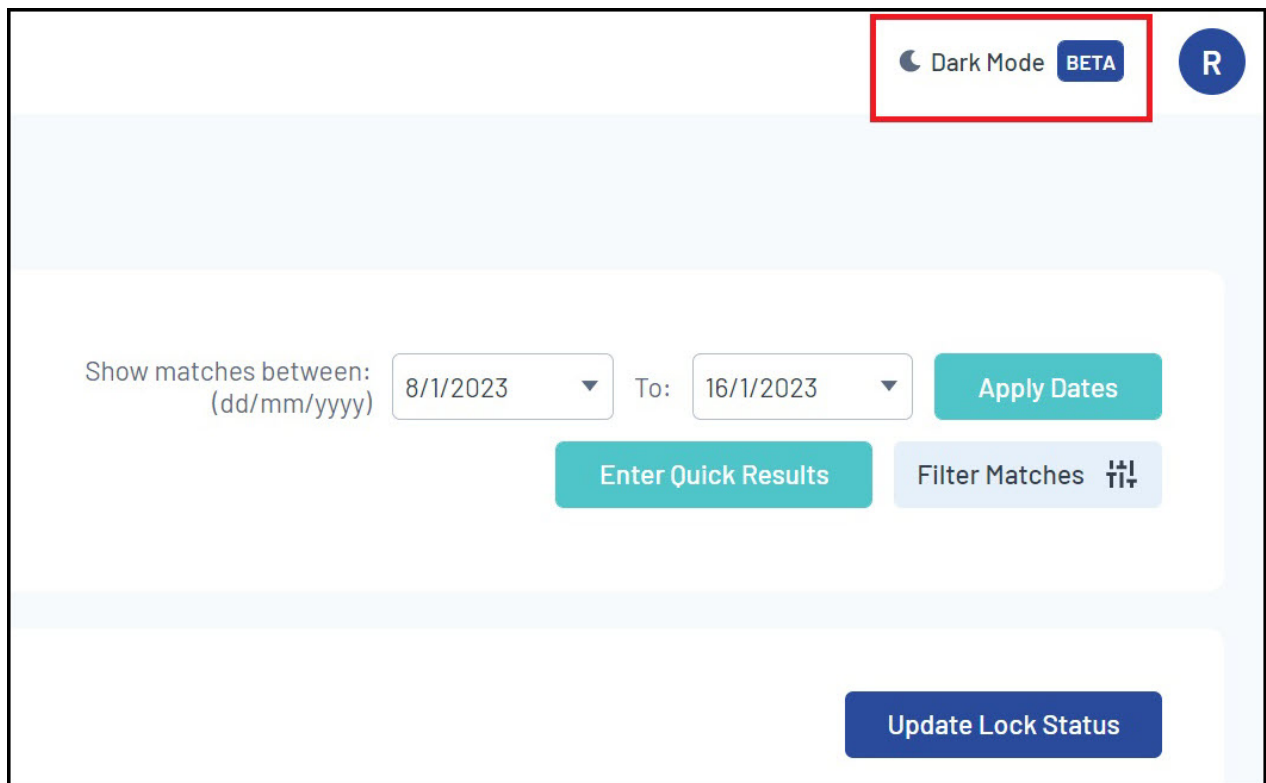 Dark Mode BETA R
Show matches between:
(dd/mm/yyyy)
8/1/2023 To: 16/1/2023 Apply Dates
Enter Quick Results Filter Matches
Update Lock Status